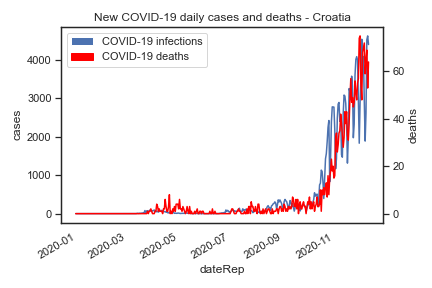 New COVID-19 daily cases and deaths - Croatia
COVID-19 infections
COVID-19 deaths
4000
3000
2000
1000
0
cases
60
40
20
0
deaths
2020-01
2020-03
2020-05
2020-07
2020-09
2020-11
dateRep